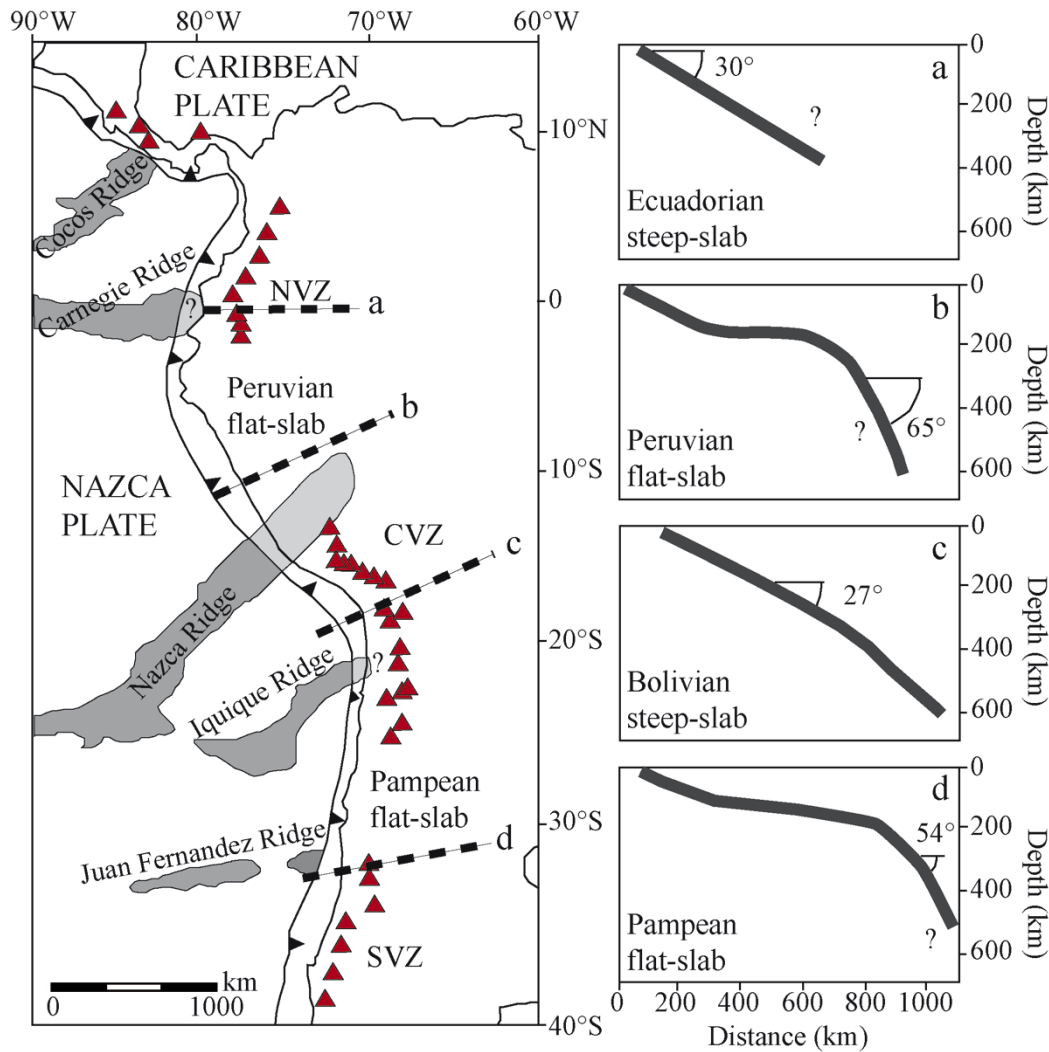 90°W
80°W
70°W
60°W
CARIBBEAN
PLATE
10°N
Cocos Ridge
Carnegie Ridge
?
NVZ
a
0
Peruvian
flat-slab
b
10°S
NAZCA
PLATE
CVZ
c
Nazca Ridge
20°S
Iquique Ridge
?
Pampean
flat-slab
30°S
Juan Fernandez Ridge
d
SVZ
km
0
1000
40°S
a
30°
?
Ecuadorian
steep-slab
0
200
400
600
Depth (km)
b
?
65°
Peruvian
flat-slab
0
200
400
600
Depth (km)
c
27°
Bolivian
steep-slab
0
200
400
600
Depth (km)
d
54°
?
Pampean
flat-slab
0
200
400
600
Depth (km)
0
200
400
600
800
1000
Distance (km)